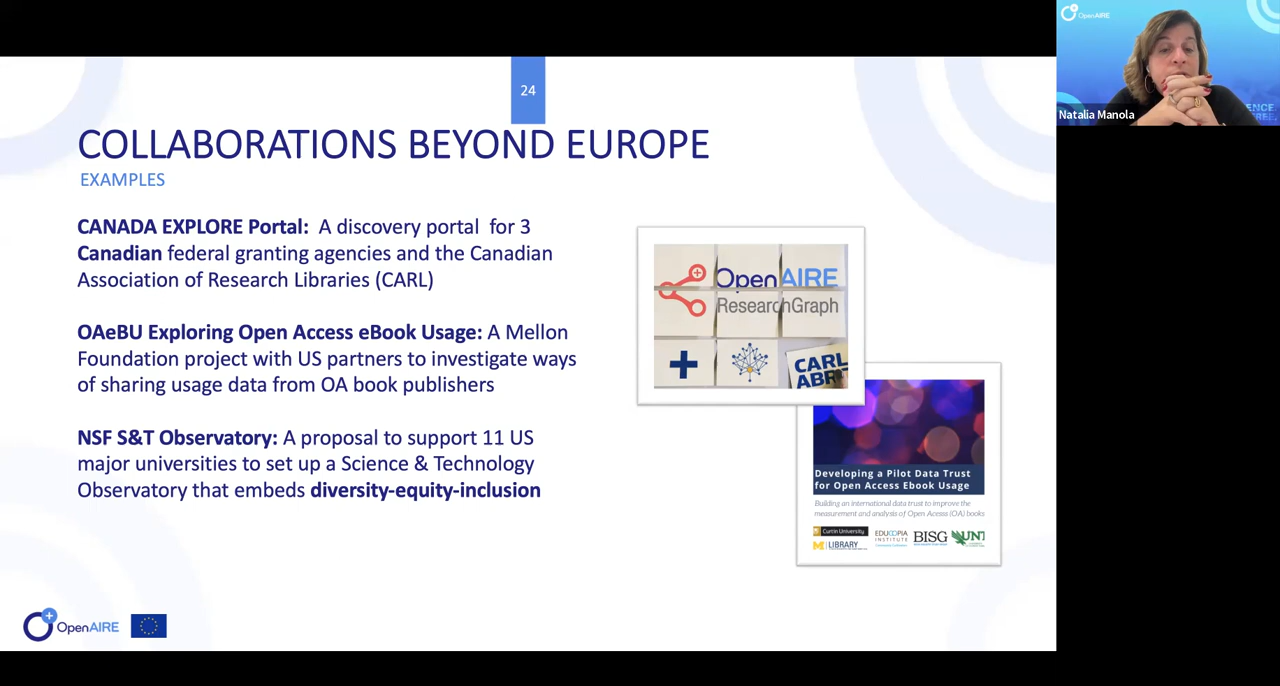 24
COLLABORATIONS BEYOND EUROPE
EXAMPLES
CANADA EXPLORE Portal: A discovery portal for 3
Canadian federal granting agencies and the Canadian
Association of Research Libraries (CARL)
OAeBU Exploring Open Access eBook Usage: A Mellon
Foundation project with US partners to investigate ways
of sharing usage data from OA book publishers
NSF S&T Observatory: A proposal to support 11 US
major universities to set up a Science & Technology
Observatory that embeds diversity-equity-inclusion
OpenAIRE
ResearchGraph
CARL
Developing a Pilot Data Trust
for Open Access Ebook Usage
Building an international data trust to improve the
measurement and analysis of Open Access (OA) books
Curtin University
EDUCOPIA
INSTITUTE
BISG
UNT
M LIBRARY
OpenAIRE
OpenAIRE
Natalia Manola